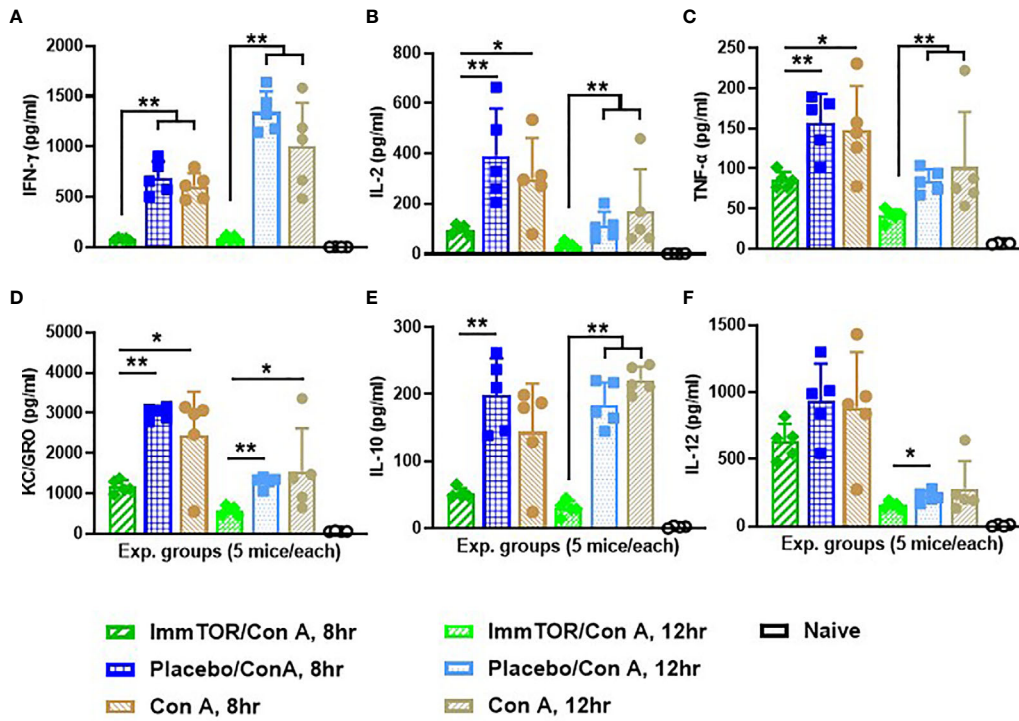 A
IFN-γ (pg/ml)
2000
1500
1000
500
0
**
**
B
IL-2 (pg/ml)
800
600
400
200
0
*
**
**
C
TNF-α (pg/ml)
250
200
150
100
50
0
*
**
**
D
KC/GRO (pg/ml)
5000
4000
3000
2000
1000
0
*
**
*
**
Exp. groups (5 mice/each)
E
IL-10 (pg/ml)
300
200
100
0
**
**
Exp. groups (5 mice/each)
F
IL-12 (pg/ml)
1500
1000
500
0
*
Exp. groups (5 mice/each)
ImmTOR/Con A, 8hr
Placebo/ConA, 8hr
Con A, 8hr
ImmTOR/Con A, 12hr
Placebo/Con A, 12hr
Con A, 12hr
Naive